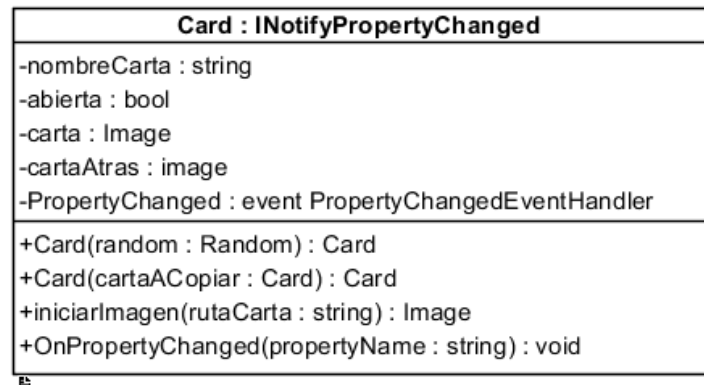 Card : INotifyPropertyChanged
-nombreCarta : string
-abierta : bool
-carta : Image
-cartaAtras : image
-PropertyChanged : event PropertyChangedEventHandler
+Card(random : Random) : Card
+Card(cartaACopiar : Card) : Card
+iniciarImagen(rutaCarta : string) : Image
+OnPropertyChanged(propertyName : string) : void